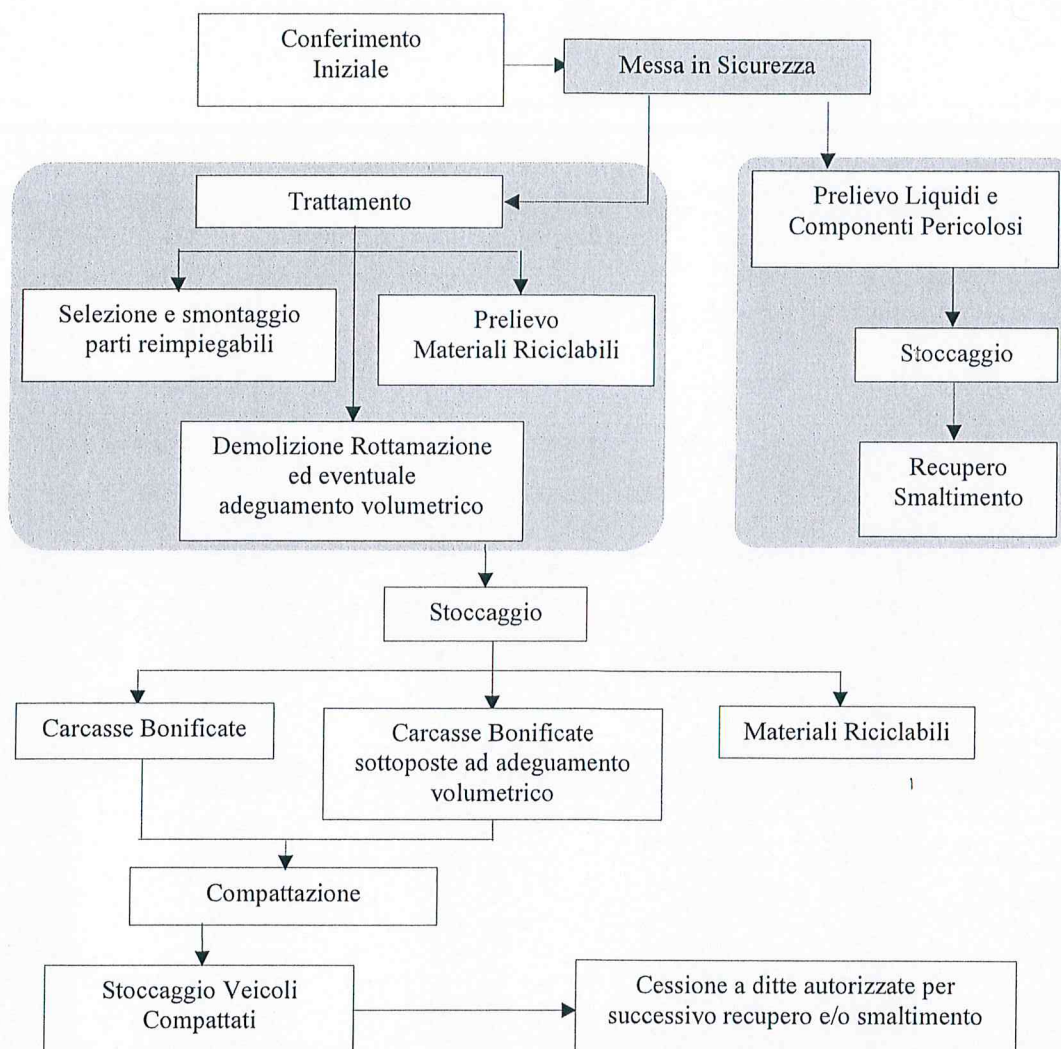 Conferimento
Iniziale
Messa in Sicurezza
Trattamento
Prelievo Liquidi e
Componenti Pericolosi
Selezione e smontaggio
parti reimpiegabili
Prelievo
Materiali Riciclabili
Stoccaggio
Demolizione Rottamazione
ed eventuale
adeguamento volumetrico
Recupero
Smaltimento
Stoccaggio
Carcasse Bonificate
Carcasse Bonificate
sottoposte ad adeguamento
volumetrico
Materiali Riciclabili
Compattazione
Stoccaggio Veicoli
Compattati
Cessione a ditte autorizzate per
successivo recupero e/o smaltimento